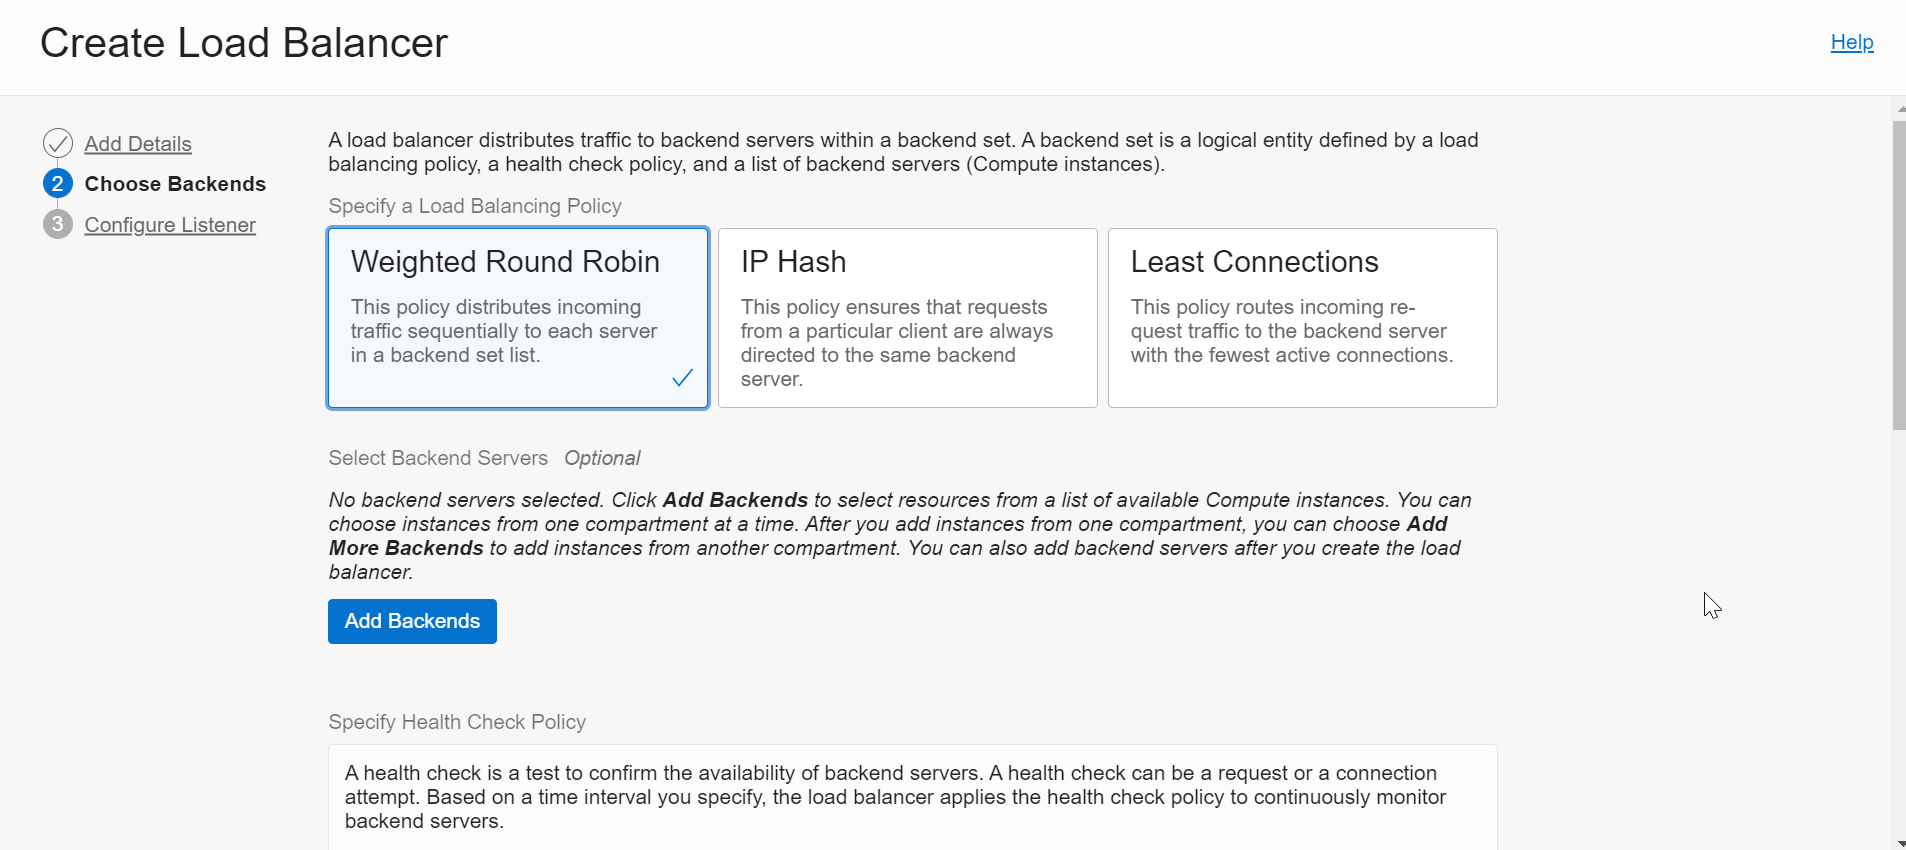 Create Load Balancer
Help
Add Details
2 Choose Backends
3 Configure Listener
A load balancer distributes traffic to backend servers within a backend set. A backend set is a logical entity defined by a load
balancing policy, a health check policy, and a list of backend servers (Compute instances).
Specify a Load Balancing Policy
Weighted Round Robin
This policy distributes incoming
traffic sequentially to each server
in a backend set list.
IP Hash
This policy ensures that requests
from a particular client are always
directed to the same backend
server.
Least Connections
This policy routes incoming re-
quest traffic to the backend server
with the fewest active connections.
Select Backend Servers Optional
No backend servers selected. Click Add Backends to select resources from a list of available Compute instances. You can
choose instances from one compartment at a time. After you add instances from one compartment, you can choose Add
More Backends to add instances from another compartment. You can also add backend servers after you create the load
balancer.
Add Backends
Specify Health Check Policy
A health check is a test to confirm the availability of backend servers. A health check can be a request or a connection
attempt. Based on a time interval you specify, the load balancer applies the health check policy to continuously monitor
backend servers.